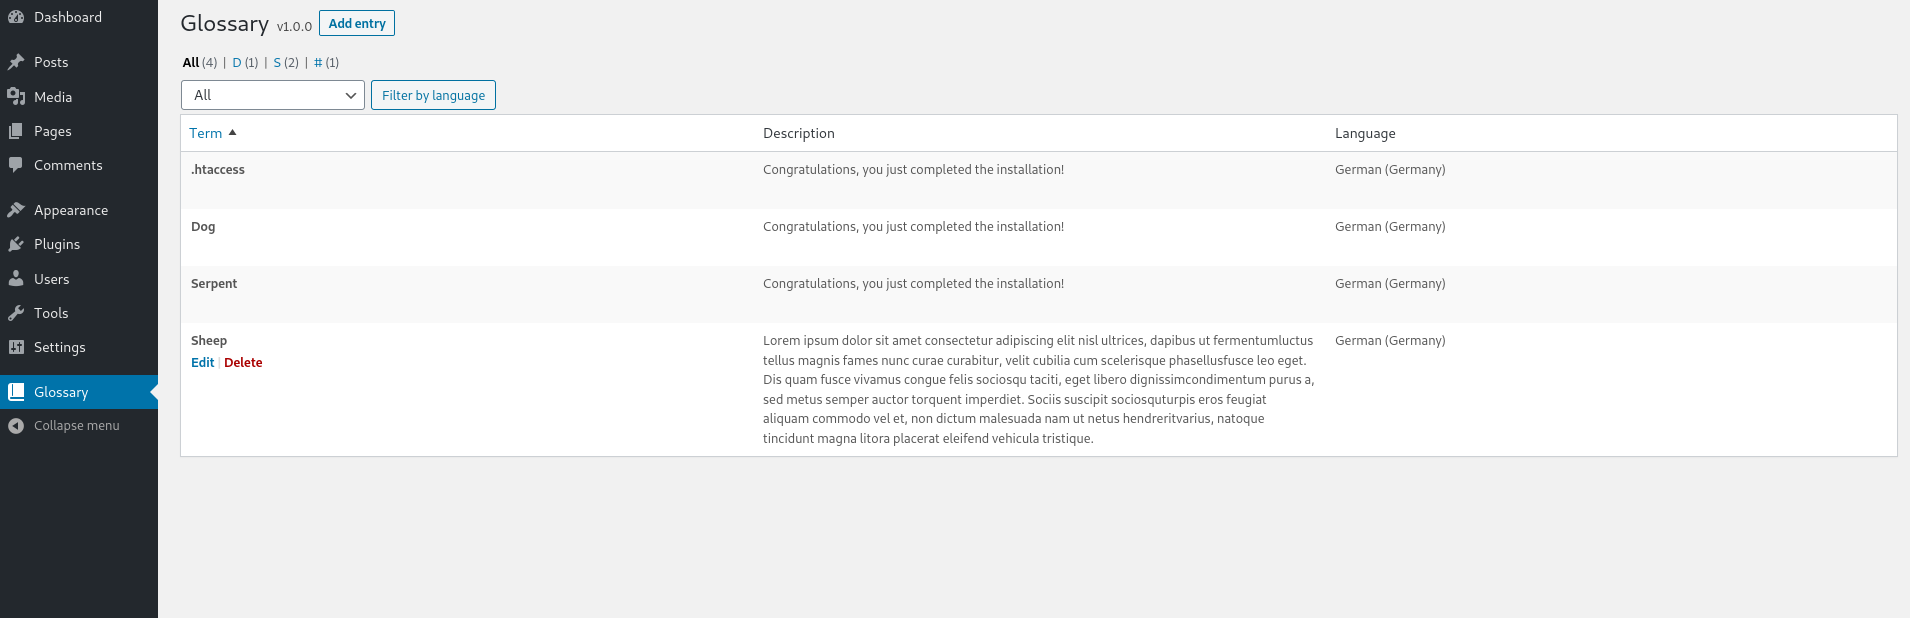 Dashboard
Posts
Media
Pages
Comments
Appearance
Plugins
Users
Tools
Settings
Glossary
Collapse menu
Glossary v1.0.0 Add entry
All (4) | D (1) | S (2) | # (1)
All Filter by language
Term Description Language
.htaccess Congratulations, you just completed the installation! German (Germany)
Dog Congratulations, you just completed the installation! German (Germany)
Serpent Congratulations, you just completed the installation! German (Germany)
Sheep
Edit | Delete
Lorem ipsum dolor sit amet consectetur adipiscing elit nisl ultrices, dapibus ut fermentumluctus
tellus magnis fames nunc curae curabitur, velit cubilia cum scelerisque phasellusfusce leo eget.
Dis quam fusce vivamus congue felis sociosqu taciti, eget libero dignissimcondimentum purus a,
sed metus semper auctor torquent imperdiet. Sociis suscipit sociosquturpis eros feugiat
aliquam commodo vel et, non dictum malesuada nam ut netus hendreritvarius, natoque
tincidunt magna litora placerat eleifend vehicula tristique.
German (Germany)